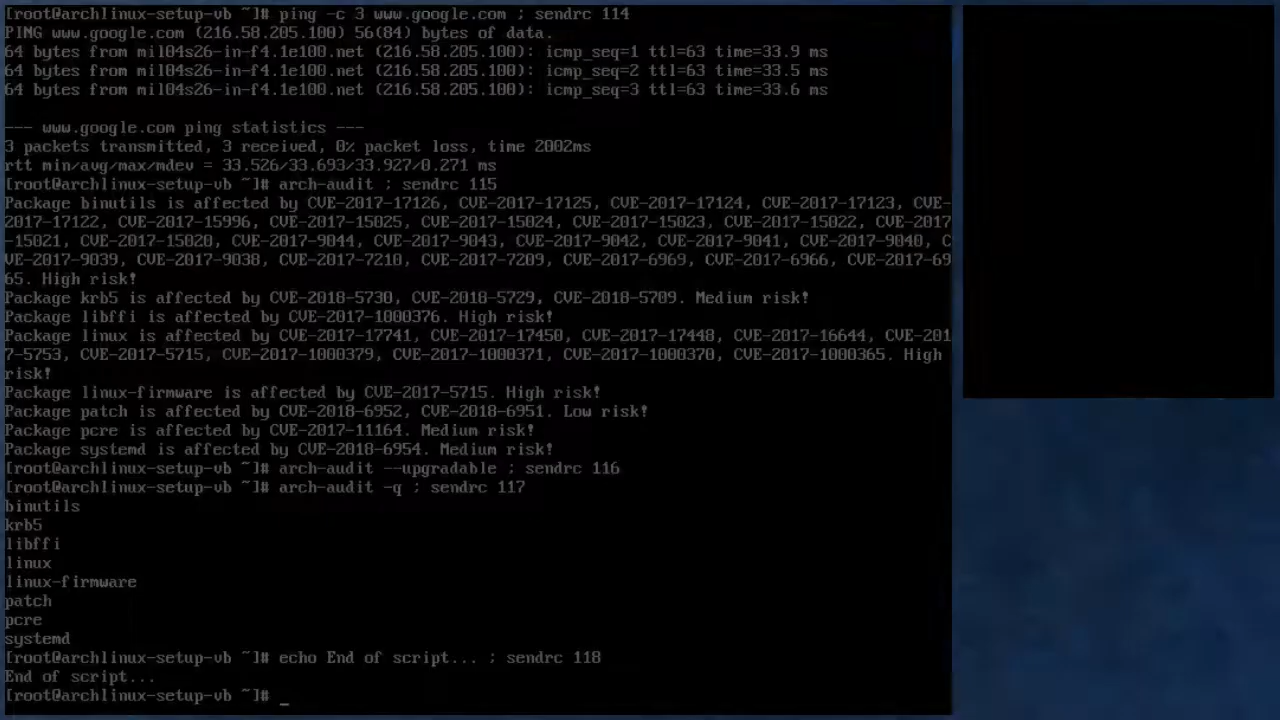 [root@archlinux-setup-vb ~]# ping -c 3 www.google.com ; sendrc 114
PING www.google.com (216.58.205.100) 56(84) bytes of data.
64 bytes from mil04s26-in-f4.1e100.net (216.58.205.100): icmp_seq=1 ttl=63 time=33.9 ms
64 bytes from mil04s26-in-f4.1e100.net (216.58.205.100): icmp_seq=2 ttl=63 time=33.5 ms
64 bytes from mil04s26-in-f4.1e100.net (216.58.205.100): icmp_seq=3 ttl=63 time=33.6 ms
--- www.google.com ping statistics ---
3 packets transmitted, 3 received, 0% packet loss, time 2002ms
rtt min/avg/max/mdev = 33.526/33.693/33.927/0.271 ms
[root@archlinux-setup-vb ~]# arch-audit ; sendrc 115
Package binutils is affected by CVE-2017-17126, CVE-2017-17125, CVE-2017-17124, CVE-2017-17123, CVE-
2017-17122, CVE-2017-15996, CVE-2017-15025, CVE-2017-15024, CVE-2017-15023, CVE-2017-15022, CVE-2017
-15021, CVE-2017-15020, CVE-2017-9044, CVE-2017-9043, CVE-2017-9042, CVE-2017-9041, CVE-2017-9040, C
VE-2017-9039, CVE-2017-9038, CVE-2017-7210, CVE-2017-7209, CVE-2017-6969, CVE-2017-6966, CVE-2017-69
65. High risk!
Package krb5 is affected by CVE-2018-5730, CVE-2018-5729, CVE-2018-5709. Medium risk!
Package libffi is affected by CVE-2017-1000376. High risk!
Package linux is affected by CVE-2017-17741, CVE-2017-17450, CVE-2017-17448, CVE-2017-16644, CVE-201
7-5753, CVE-2017-5715, CVE-2017-1000379, CVE-2017-1000371, CVE-2017-1000370, CVE-2017-1000365. High
risk!
Package linux-firmware is affected by CVE-2017-5715. High risk!
Package patch is affected by CVE-2018-6952, CVE-2018-6951. Low risk!
Package pcre is affected by CVE-2017-11164. Medium risk!
Package systemd is affected by CVE-2018-6954. Medium risk!
[root@archlinux-setup-vb ~]# arch-audit --upgradable ; sendrc 116
[root@archlinux-setup-vb ~]# arch-audit -q ; sendrc 117
binutils
krb5
libffi
linux
linux-firmware
patch
pcre
systemd
[root@archlinux-setup-vb ~]# echo End of script... ; sendrc 118
End of script...
[root@archlinux-setup-vb ~]# _